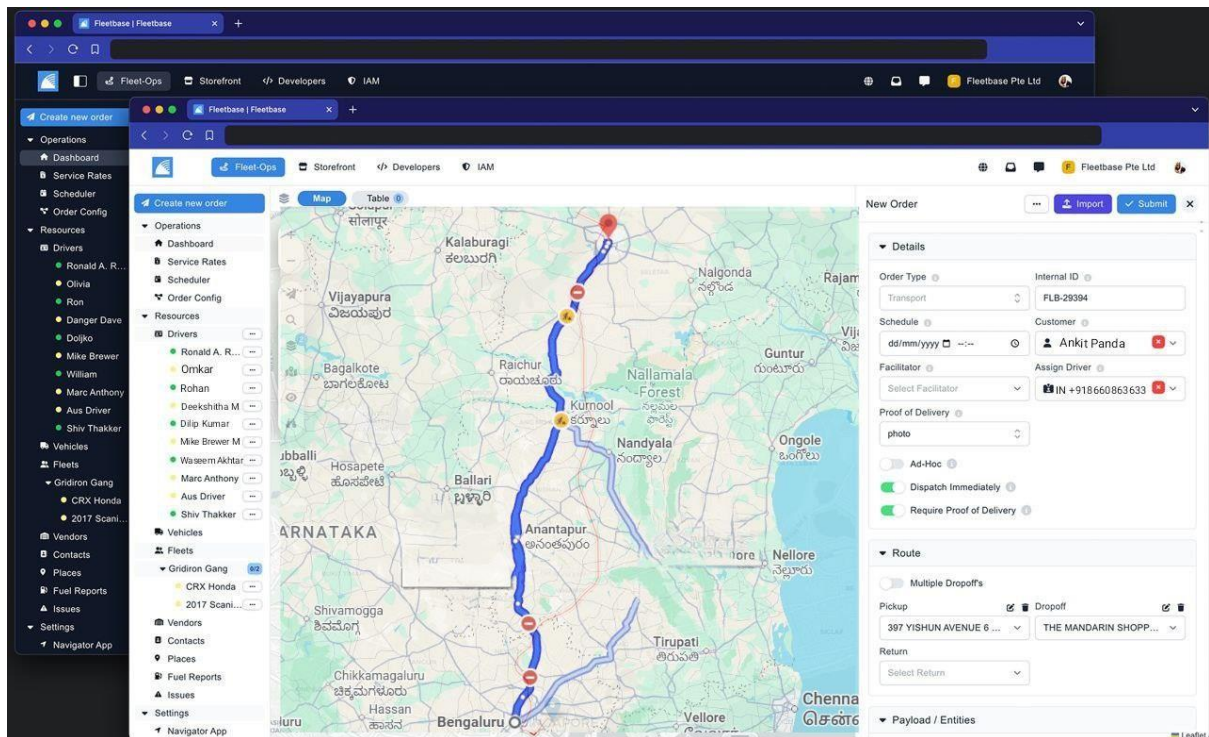 Fleetbase | Fleetbase
Fleet-Ops Storefront Developers IAM Fleetbase Pte Ltd
Create new order
Operations
Dashboard
Service Rates
Scheduler
Order Config
Resources
Drivers
Ronald A. R...
Olivia
Ron
Danger Dave
Doljko
Mike Brewer
William
Marc Anthony
Aus Driver
Shiv Thakker
Vehicles
Fleets
Gridiron Gang
CRX Honda
2017 Scani...
Vendors
Contacts
Places
Fuel Reports
Issues
Settings
Navigator App
Fleetbase | Fleetbase
Fleet-Ops Storefront Developers IAM F Fleetbase Pte Ltd
Create new order
Operations
Dashboard
Service Rates
Scheduler
Order Config
Resources
Drivers
Ronald A. R...
Omkar
Rohan
Deekshitha M
Dilip Kumar
Mike Brewer M
Waseem Akhtar
Marc Anthony
Aus Driver
Shiv Thakker
Vehicles
Fleets
Gridiron Gang 0/2
CRX Honda
2017 Scani...
Vendors
Contacts
Places
Fuel Reports
Issues
Settings
Navigator App
Map Table 0
सोलापूर
Kalaburagi
ಕಲಬುರಗಿ
Nalgonda
నల్గొండ
Rajam
Vijayapura
ವಿಜಯಪುರ
Vij
Guntur
గుంటూరు
Bagalkote
ಬಾಗಲಕೋಟೆ
Raichur
ರಾಯಚೂರು
Nallamala
Forest
నల్లమల
ఫారెస్ట్
Kurnool
కర్నూలు
Nandyala
నంద్యాల
Ongole
ఒంగోలు
ubballi
Hosapete
ಹೊಸಪೇಟೆ
Ballari
ಬಳ್ಳಾರಿ
ARNATAKA
Anantapur
అనంతపురం
ore
Nellore
నెల్లూరు
Shivamogga
ಶಿವಮೊಗ್ಗ
Tirupati
తిరుపతి
Chikkamagaluru
ಚಿಕ್ಕಮಗಳೂರು
Hassan
ಹಾಸನ
luru
Bengaluru
Vellore
Chenna
சென்னை
New Order Import Submit
Details
Order Type Internal ID
Transport FLB-29394
Schedule Customer
dd/mm/yyyy --:-- Ankit Panda
Facilitator Assign Driver
Select Facilitator IN +918660863633
Proof of Delivery
photo
Ad-Hoc
Dispatch Immediately
Require Proof of Delivery
Route
Multiple Dropoff's
Pickup Dropoff
397 YISHUN AVENUE 6 ... THE MANDARIN SHOPP...
Return
Select Return
Payload / Entities
Leaflet